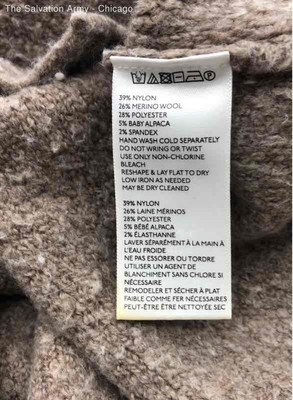 The Salvation Army - Chicago
39% NYLON
26% MERINO WOOL
28% POLYESTER
5% BABY ALPACA
2% SPANDEX
HAND WASH COLD SEPARATELY
DO NOT WRING OR TWIST
USE ONLY NON-CHLORINE
BLEACH
RESHAPE & LAY FLAT TO DRY
LOW IRON AS NEEDED
MAY BE DRY CLEANED
39% NYLON
26% LAINE MÉRINOS
28% POLYESTER
5% BÉBÉ ALPACA
2% ÉLASTHANNE
LAVER SÉPARÉMENT À LA MAIN À
L'EAU FROIDE
NE PAS ESSORER OU TORDRE
UTILISER UN AGENT DE
BLANCHIMENT SANS CHLORE SI
NÉCESSAIRE
REMODELER ET SÉCHER À PLAT
FAIBLE COMME FER NÉCESSAIRES
PEUT-ÊTRE ÊTRE NETTOYÉE SEC